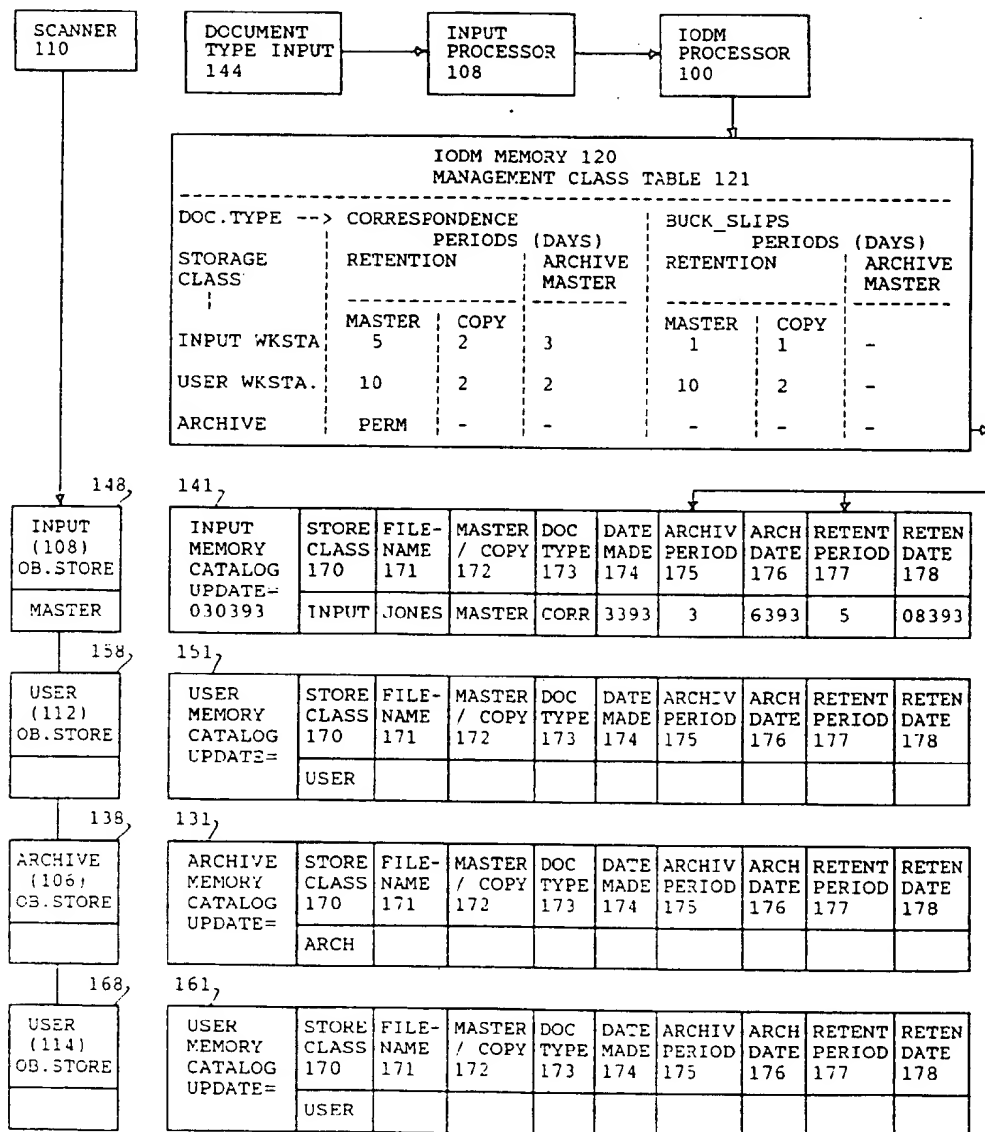 SCANNER
110
DOCUMENT
TYPE INPUT
144
INPUT
PROCESSOR
108
IODM
PROCESSOR
100
IODM MEMORY 120
MANAGEMENT CLASS TABLE 121
DOC.TYPE --> CORRESPONDENCE BUCK_SLIPS
PERIODS (DAYS) PERIODS (DAYS)
STORAGE RETENTION ARCHIVE RETENTION ARCHIVE
CLASS MASTER MASTER
MASTER COPY MASTER COPY
INPUT WKSTA 5 2 3 1 1 -
USER WKSTA. 10 2 2 10 2 -
ARCHIVE PERM - - - - -
148
INPUT
(108)
OB.STORE
MASTER
141
INPUT STORE FILE- MASTER DOC DATE ARCHIV ARCH RETENT RETEN
MEMORY CLASS NAME / COPY TYPE MADE PERIOD DATE PERIOD DATE
CATALOG 170 171 172 173 174 175 176 177 178
UPDATE=
030393 INPUT JONES MASTER CORR 3393 3 6393 5 08393
158
USER
(112)
OB.STORE
151
USER STORE FILE- MASTER DOC DATE ARCHIV ARCH RETENT RETEN
MEMORY CLASS NAME / COPY TYPE MADE PERIOD DATE PERIOD DATE
CATALOG 170 171 172 173 174 175 176 177 178
UPDATE=
USER
138
ARCHIVE
(106)
OB.STORE
131
ARCHIVE STORE FILE- MASTER DOC DATE ARCHIV ARCH RETENT RETEN
MEMORY CLASS NAME / COPY TYPE MADE PERIOD DATE PERIOD DATE
CATALOG 170 171 172 173 174 175 176 177 178
UPDATE=
ARCH
168
USER
(114)
OB.STORE
161
USER STORE FILE- MASTER DOC DATE ARCHIV ARCH RETENT RETEN
MEMORY CLASS NAME / COPY TYPE MADE PERIOD DATE PERIOD DATE
CATALOG 170 171 172 173 174 175 176 177 178
UPDATE=
USER